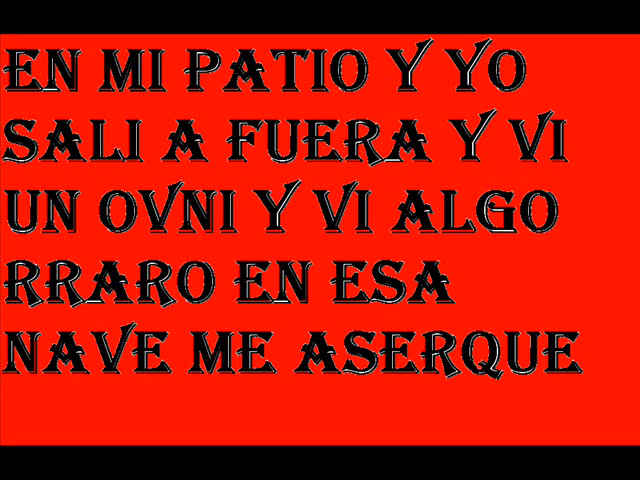 EN MI PATIO Y YO
SALI A FUERA Y VI
UN OVNI Y VI ALGO
RRARO EN ESA
NAVE ME ASERQUE